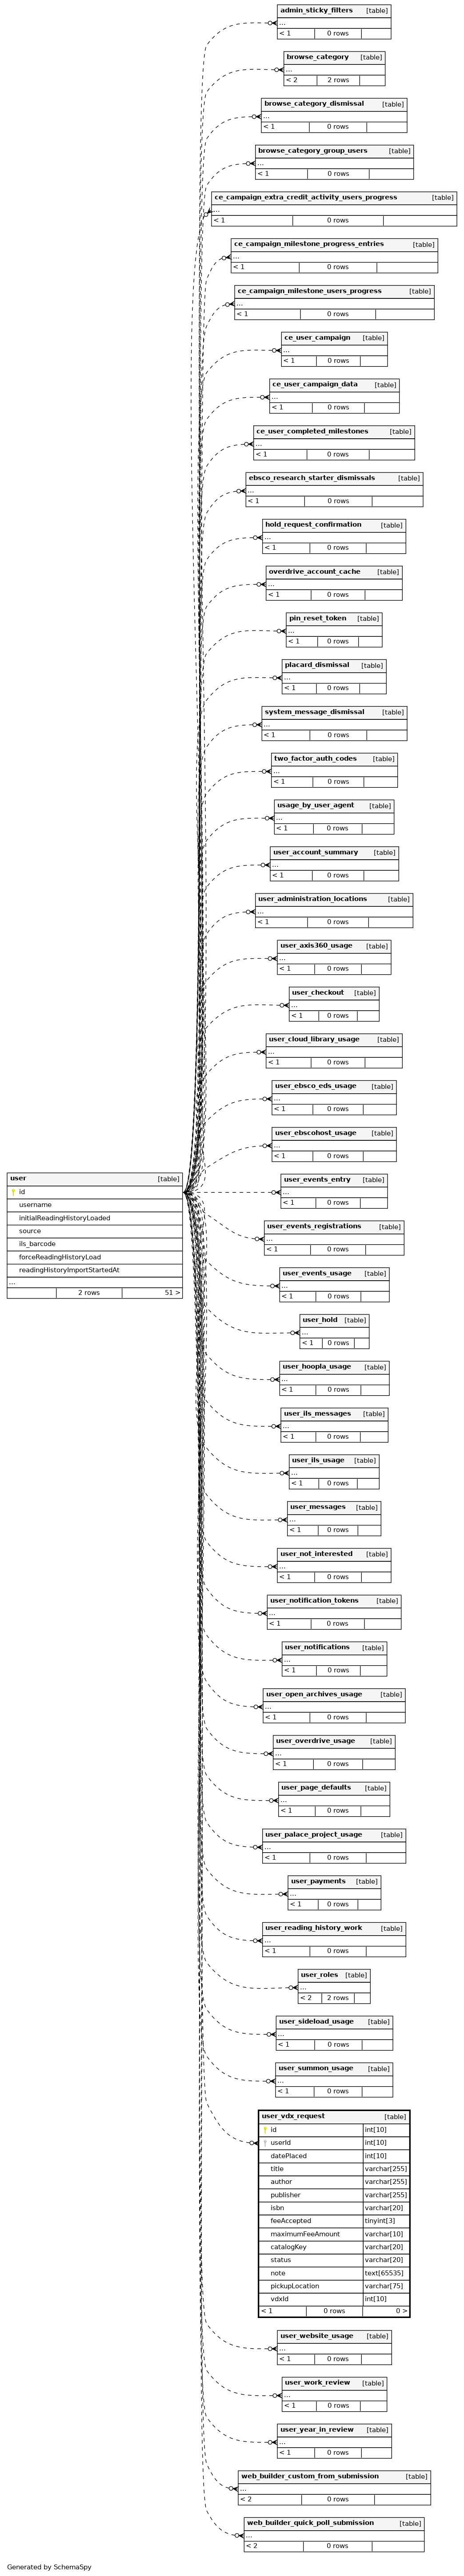 admin_sticky_filters [table]
...
< 1 0 rows
browse_category [table]
...
< 2 2 rows
browse_category_dismissal [table]
...
< 1 0 rows
browse_category_group_users [table]
...
< 1 0 rows
ce_campaign_extra_credit_activity_users_progress [table]
...
< 1 0 rows
ce_campaign_milestone_progress_entries [table]
...
< 1 0 rows
ce_campaign_milestone_users_progress [table]
...
< 1 0 rows
ce_user_campaign [table]
...
< 1 0 rows
ce_user_campaign_data [table]
...
< 1 0 rows
ce_user_completed_milestones [table]
...
< 1 0 rows
ebsco_research_starter_dismissals [table]
...
< 1 0 rows
hold_request_confirmation [table]
...
< 1 0 rows
overdrive_account_cache [table]
...
< 1 0 rows
pin_reset_token [table]
...
< 1 0 rows
placard_dismissal [table]
...
< 1 0 rows
system_message_dismissal [table]
...
< 1 0 rows
two_factor_auth_codes [table]
...
< 1 0 rows
usage_by_user_agent [table]
...
< 1 0 rows
user_account_summary [table]
...
< 1 0 rows
user_administration_locations [table]
...
< 1 0 rows
user_axis360_usage [table]
...
< 1 0 rows
user_checkout [table]
...
< 1 0 rows
user_cloud_library_usage [table]
...
< 1 0 rows
user_ebsco_eds_usage [table]
...
< 1 0 rows
user_ebscohost_usage [table]
...
< 1 0 rows
user [table]
id
username
initialReadingHistoryLoaded
source
ils_barcode
forceReadingHistoryLoad
readingHistoryImportStartedAt
...
2 rows 51 >
user_events_entry [table]
...
< 1 0 rows
user_events_registrations [table]
...
< 1 0 rows
user_events_usage [table]
...
< 1 0 rows
user_hold [table]
...
< 1 0 rows
user_hoopla_usage [table]
...
< 1 0 rows
user_ils_messages [table]
...
< 1 0 rows
user_ils_usage [table]
...
< 1 0 rows
user_messages [table]
...
< 1 0 rows
user_not_interested [table]
...
< 1 0 rows
user_notification_tokens [table]
...
< 1 0 rows
user_notifications [table]
...
< 1 0 rows
user_open_archives_usage [table]
...
< 1 0 rows
user_overdrive_usage [table]
...
< 1 0 rows
user_page_defaults [table]
...
< 1 0 rows
user_palace_project_usage [table]
...
< 1 0 rows
user_payments [table]
...
< 1 0 rows
user_reading_history_work [table]
...
< 1 0 rows
user_roles [table]
...
< 2 2 rows
user_sideload_usage [table]
...
< 1 0 rows
user_summon_usage [table]
...
< 1 0 rows
user_vdx_request [table]
id int[10]
userId int[10]
datePlaced int[10]
title varchar[255]
author varchar[255]
publisher varchar[255]
isbn varchar[20]
feeAccepted tinyint[3]
maximumFeeAmount varchar[10]
catalogKey varchar[20]
status varchar[20]
note text[65535]
pickupLocation varchar[75]
vdxId int[10]
< 1 0 rows 0 >
user_website_usage [table]
...
< 1 0 rows
user_work_review [table]
...
< 1 0 rows
user_year_in_review [table]
...
< 1 0 rows
web_builder_custom_from_submission [table]
...
< 2 0 rows
web_builder_quick_poll_submission [table]
...
< 2 0 rows
Generated by SchemaSpy